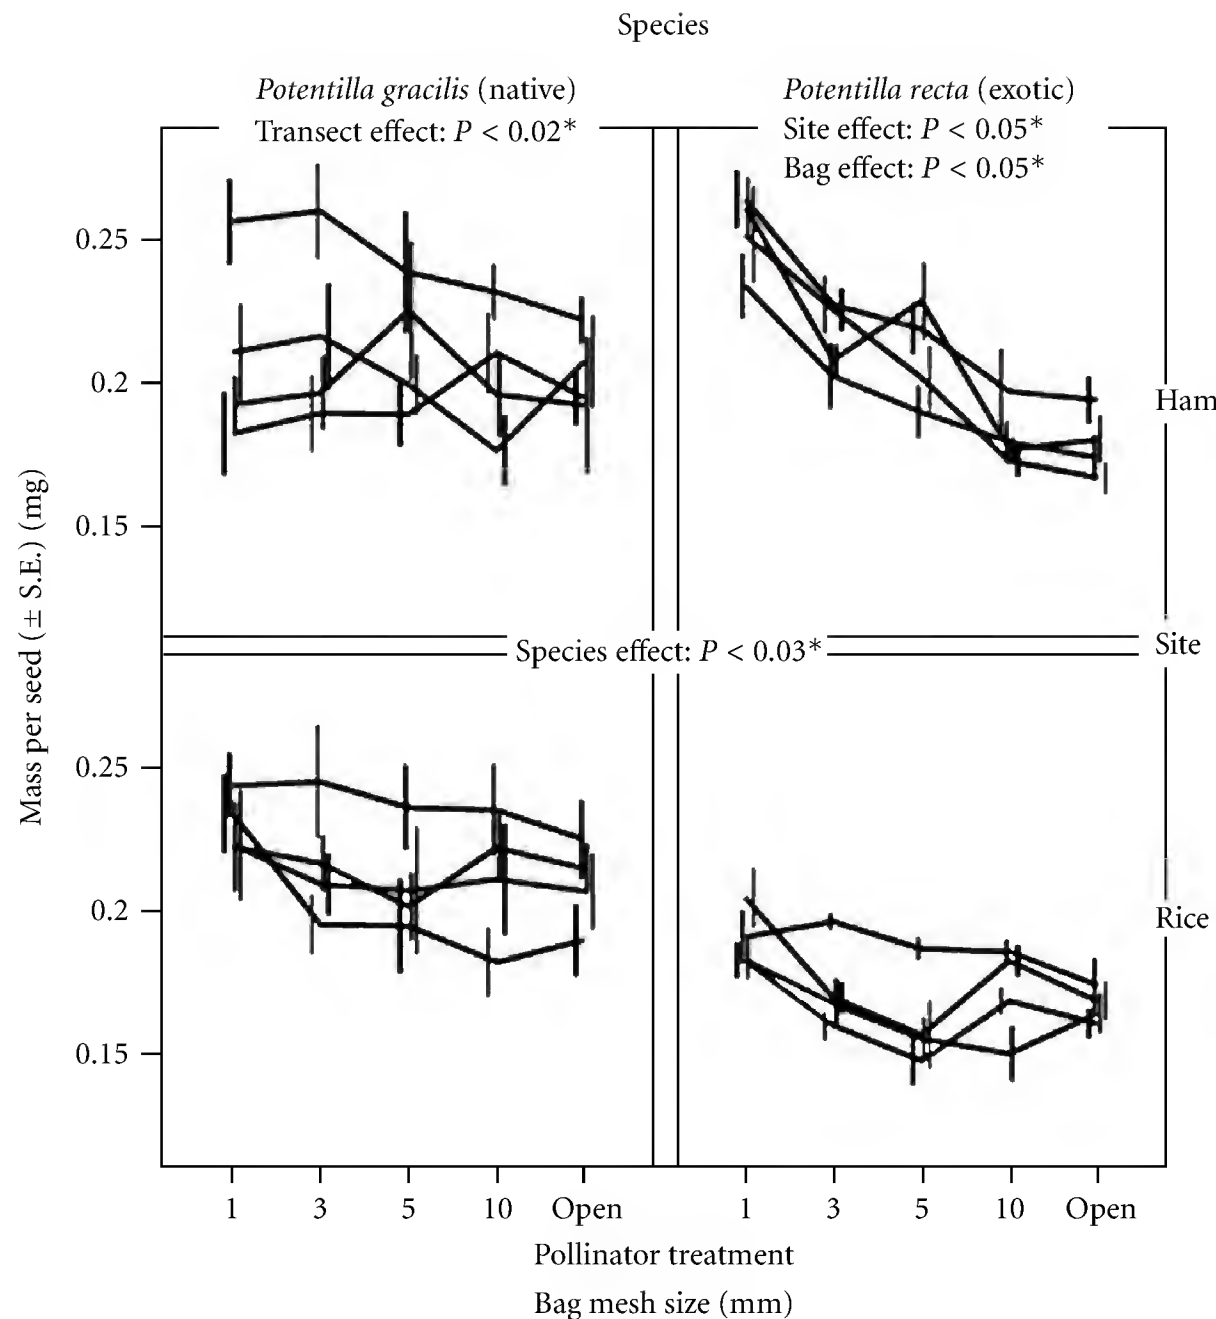 Species
Potentilla gracilis (native)
Transect effect: P < 0.02*
Potentilla recta (exotic)
Site effect: P < 0.05*
Bag effect: P < 0.05*
Mass per seed (± S.E.) (mg)
0.25
0.2
0.15
Ham
Species effect: P < 0.03*
Site
0.25
0.2
0.15
Rice
1 3 5 10 Open
1 3 5 10 Open
Pollinator treatment
Bag mesh size (mm)